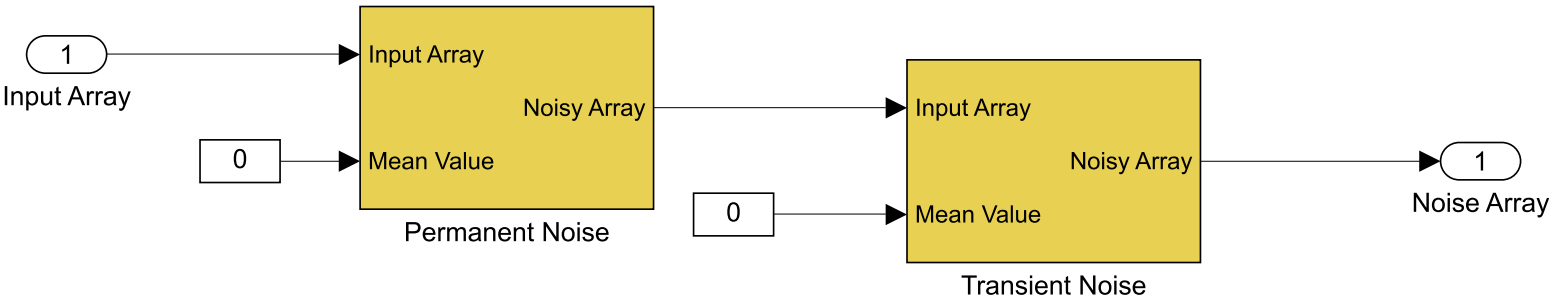 1
Input Array
Input Array
Noisy Array
0
Mean Value
Permanent Noise
Input Array
Noisy Array
0
Mean Value
Transient Noise
1
Noise Array